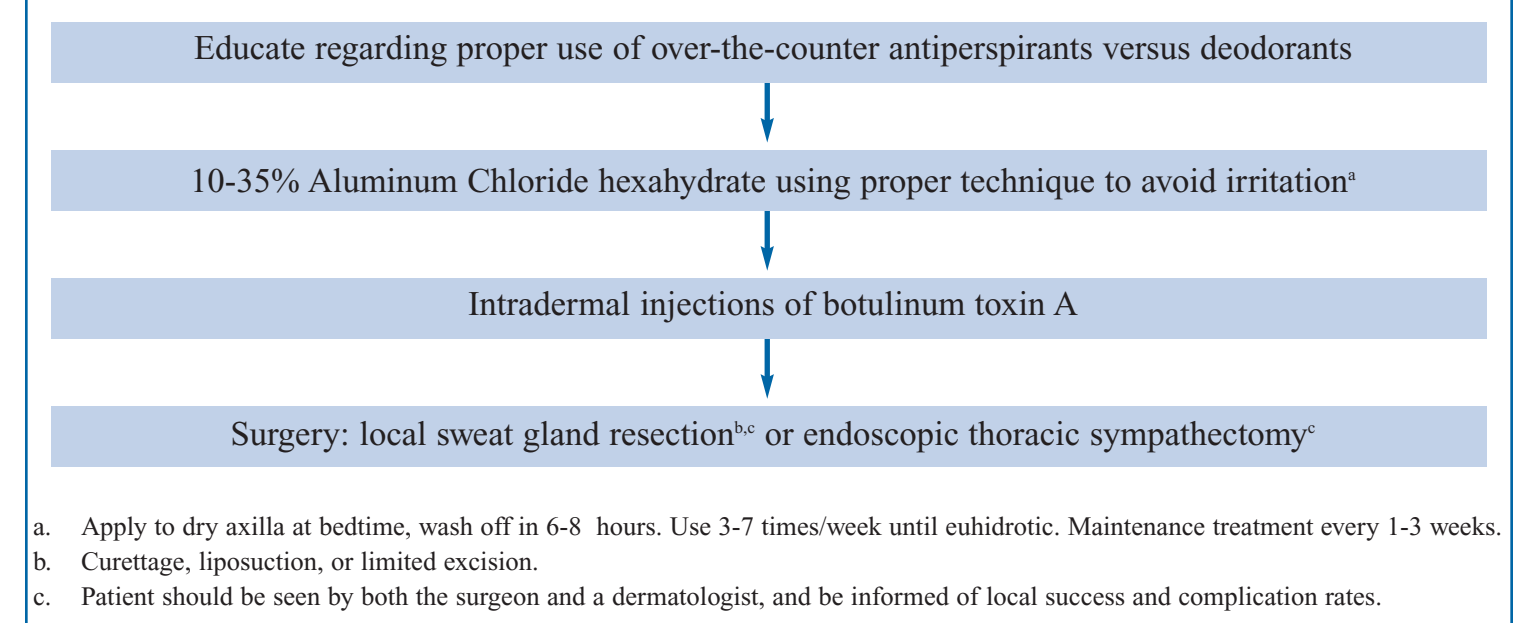 Educate regarding proper use of over-the-counter antiperspirants versus deodorants
10-35% Aluminum Chloride hexahydrate using proper technique to avoid irritationᵃ
Intradermal injections of botulinum toxin A
Surgery: local sweat gland resectionᵇ,ᶜ or endoscopic thoracic sympathectomyᶜ
a. Apply to dry axilla at bedtime, wash off in 6-8 hours. Use 3-7 times/week until euhidrotic. Maintenance treatment every 1-3 weeks.
b. Curettage, liposuction, or limited excision.
c. Patient should be seen by both the surgeon and a dermatologist, and be informed of local success and complication rates.